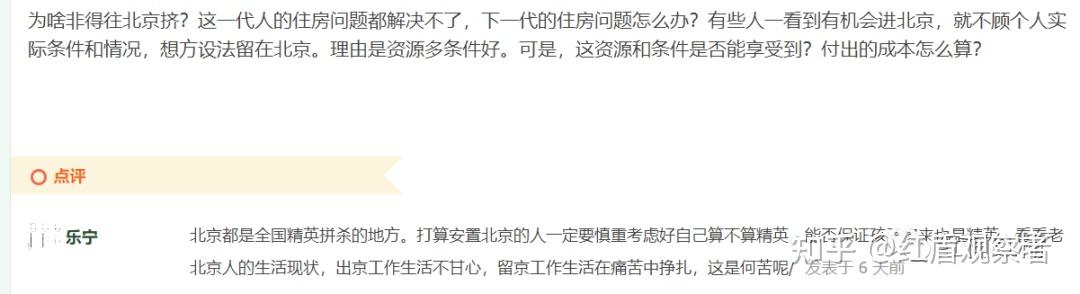 为啥非得往北京挤？这一代人的住房问题都解决不了，下一代的住房问题怎么办？有些人一看到有机会进北京，就不顾个人实
际条件和情况，想方设法留在北京。理由是资源多条件好。可是，这资源和条件是否能享受到？付出的成本怎么算？
点评
乐宁
北京都是全国精英拼杀的地方。打算安置北京的人一定要慎重考虑好自己算不算精英，能否保证孩 来也是精英。看看老
北京人的生活现状，出京工作生活不甘心，留京工作生活在痛苦中挣扎，这是何苦呢/ 发表于 6 天前
知乎 @红盾观察者